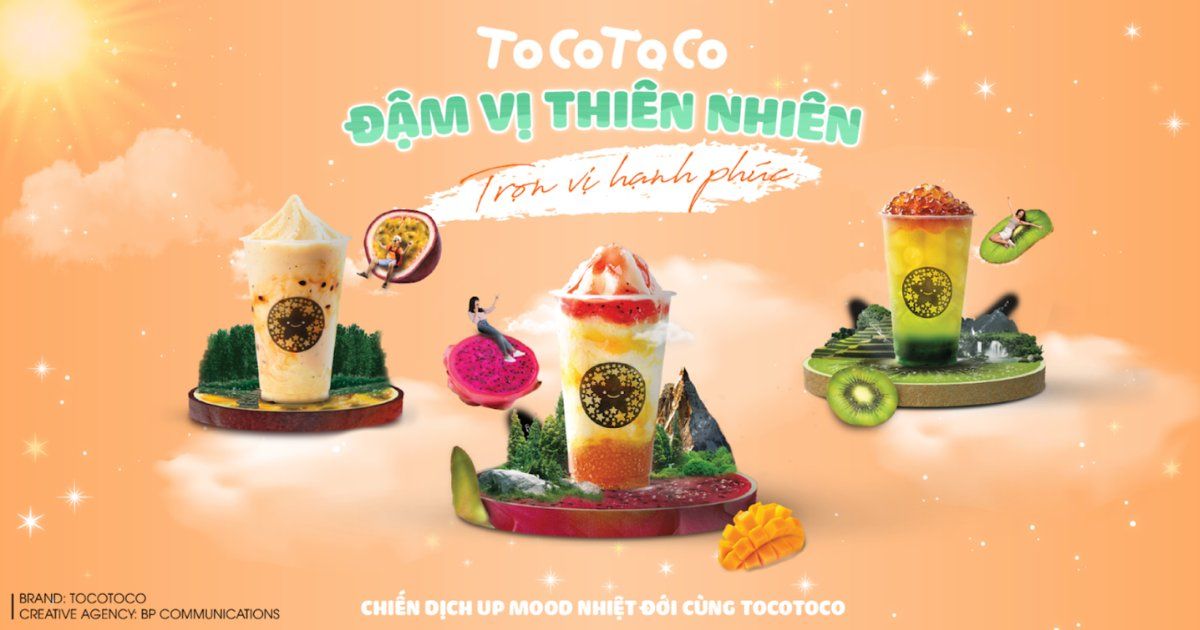 ToCoToCo
ĐẬM VỊ THIÊN NHIÊN
Trọn vị hạnh phúc
BRAND: TOCOTOCO
CREATIVE AGENCY: BP COMMUNICATIONS
CHIẾN DỊCH UP MOOD NHIỆT ĐỚI CÙNG TOCOTOCO